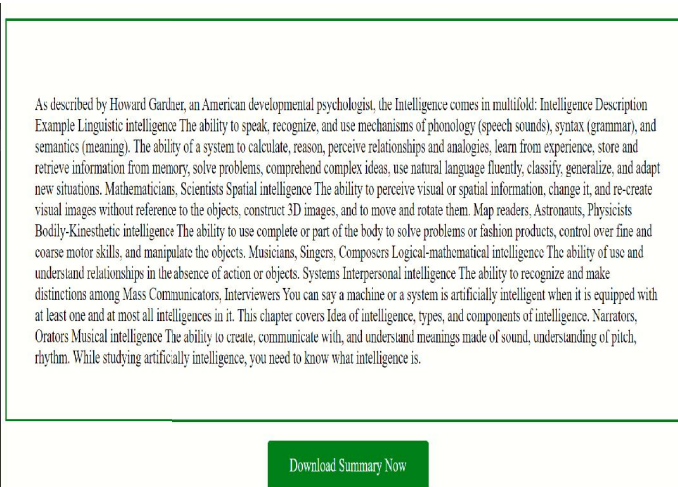 As described by Howard Gardner, an American developmental psychologist, the Intelligence comes in multifold: Intelligence Description
Example Linguistic intelligence The ability to speak, recognize, and use mechanisms of phonology (speech sounds), syntax (grammar), and
semantics (meaning). The ability of a system to calculate, reason, perceive relationships and analogies, learn from experience, store and
retrieve information from memory, solve problems, comprehend complex ideas, use natural language fluently, classify, generalize, and adapt
new situations. Mathematicians, Scientists Spatial intelligence The ability to perceive visual or spatial information, change it, and re-create
visual images without reference to the objects, construct 3D images, and to move and rotate them. Map readers, Astronauts, Physicists
Bodily-Kinesthetic intelligence The ability to use complete or part of the body to solve problems or fashion products, control over fine and
coarse motor skills, and manipulate the objects. Musicians, Singers, Composers Logical-mathematical intelligence The ability of use and
understand relationships in the absence of action or objects. Systems Interpersonal intelligence The ability to recognize and make
distinctions among Mass Communicators, Interviewers You can say a machine or a system is artificially intelligent when it is equipped with
at least one and at most all intelligences in it. This chapter covers Idea of intelligence, types, and components of intelligence. Narrators,
Orators Musical intelligence The ability to create, communicate with, and understand meanings made of sound, understanding of pitch,
rhythm. While studying artificially intelligence, you need to know what intelligence is.
Download Summary Now